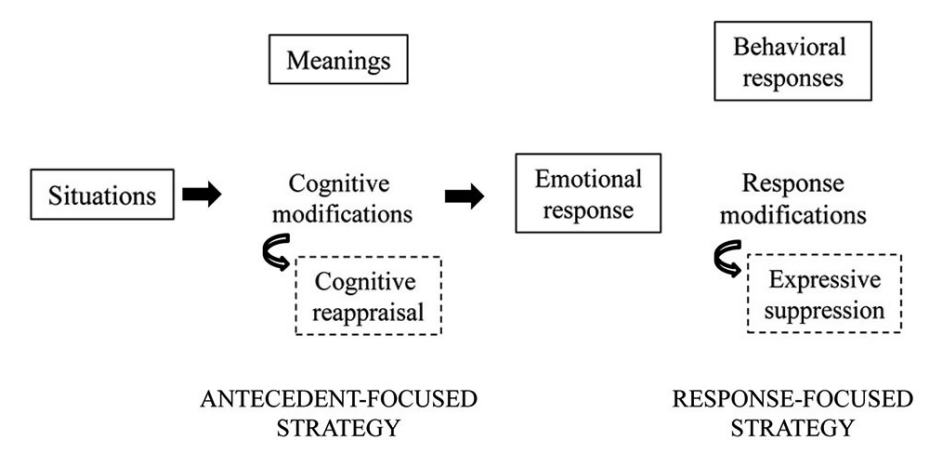 Meanings
Behavioral
responses
Situations
Cognitive
modifications
Emotional
response
Response
modifications
Cognitive
reappraisal
Expressive
suppression
ANTECEDENT-FOCUSED
STRATEGY
RESPONSE-FOCUSED
STRATEGY